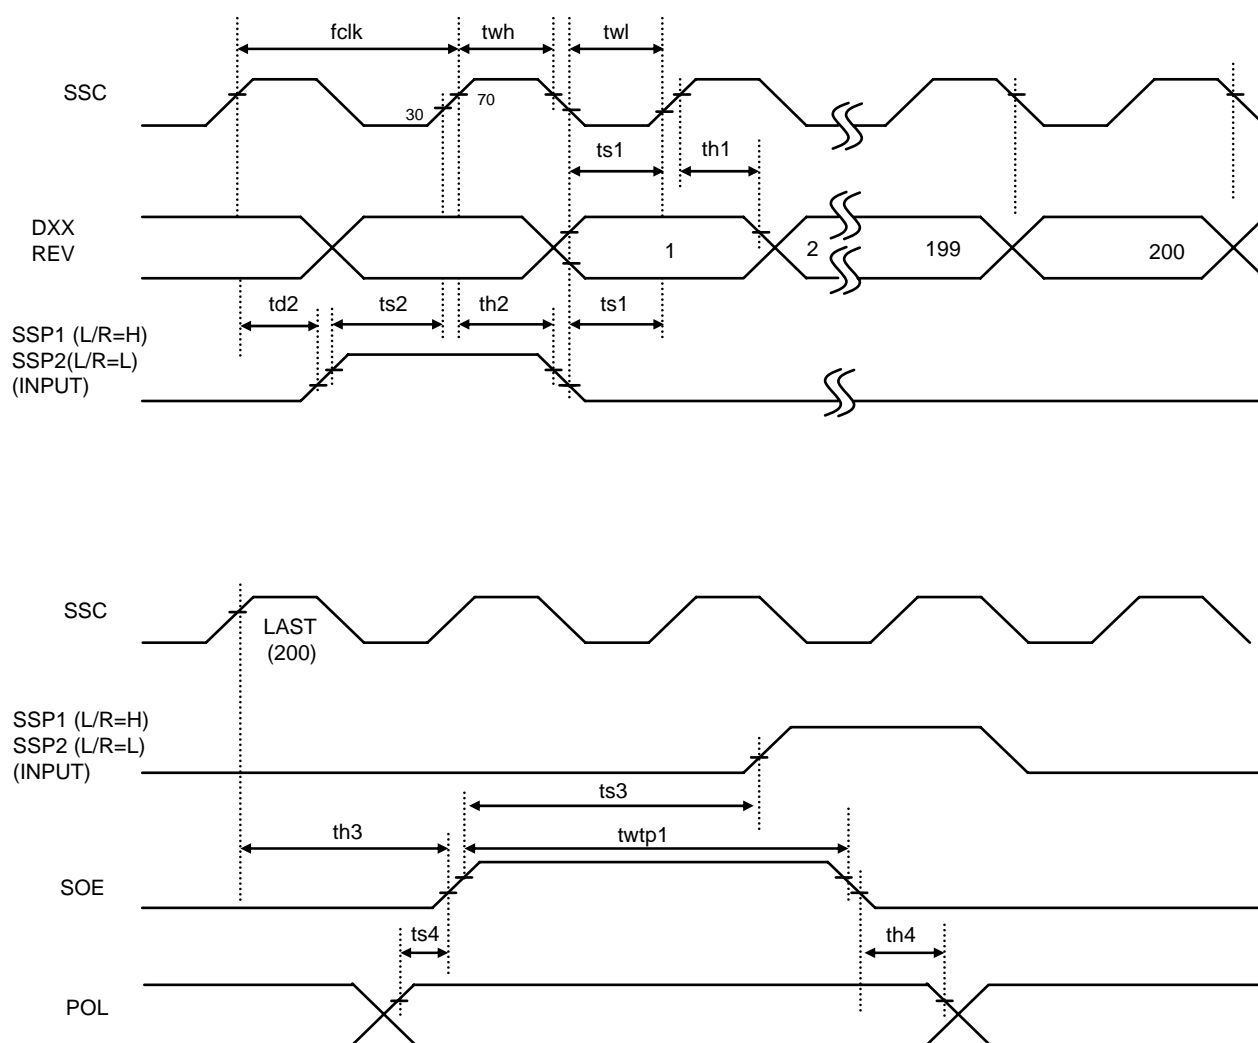 fclk twh twl
SSC
30 70
ts1 th1
DXX
REV
1 2 199 200
td2 ts2 th2 ts1
SSP1 (L/R=H)
SSP2(L/R=L)
(INPUT)
SSC
LAST
(200)
SSP1 (L/R=H)
SSP2 (L/R=L)
(INPUT)
ts3
th3 twtp1
SOE
ts4 th4
POL